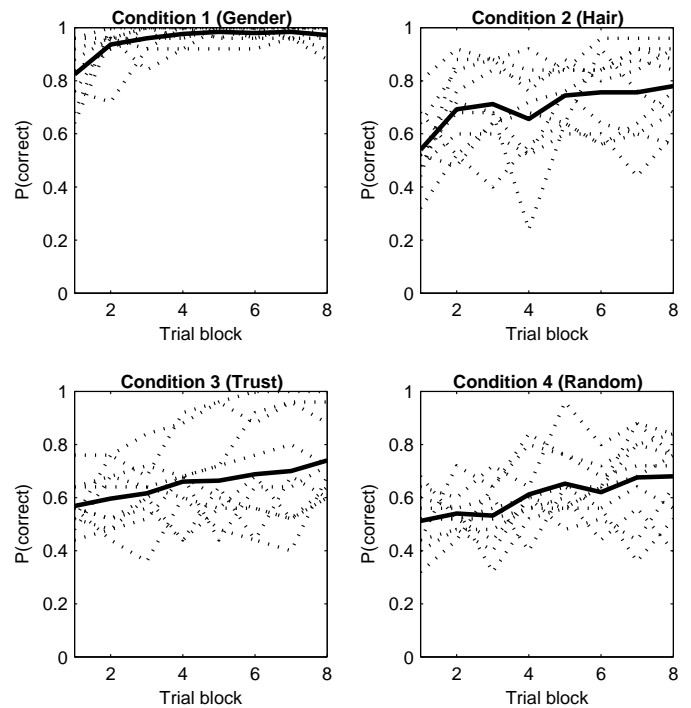 Condition 1 (Gender)
P(correct)
1
0.8
0.6
0.4
0.2
0
2 4 6 8
Trial block
Condition 2 (Hair)
P(correct)
1
0.8
0.6
0.4
0.2
0
2 4 6 8
Trial block
Condition 3 (Trust)
P(correct)
1
0.8
0.6
0.4
0.2
0
2 4 6 8
Trial block
Condition 4 (Random)
P(correct)
1
0.8
0.6
0.4
0.2
0
2 4 6 8
Trial block